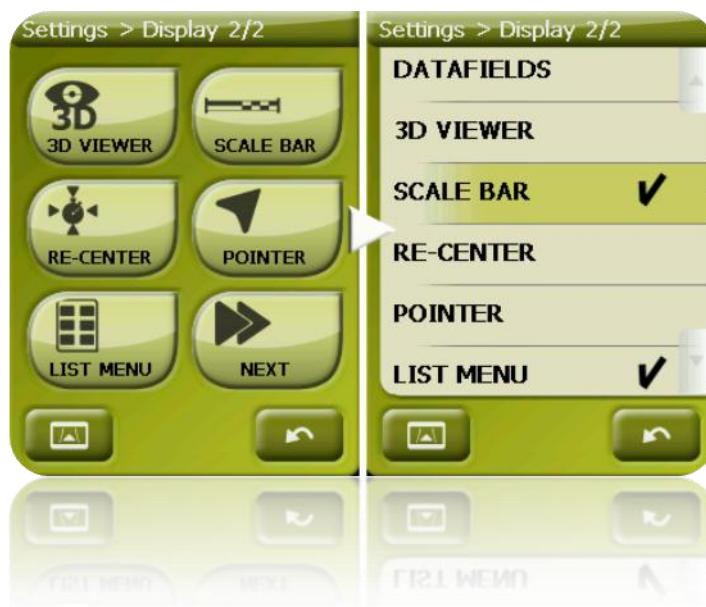 Settings > Display 2/2
3D
3D VIEWER
SCALE BAR
RE-CENTER
POINTER
LIST MENU
NEXT
Settings > Display 2/2
DATAFIELDS
3D VIEWER
SCALE BAR
RE-CENTER
POINTER
LIST MENU